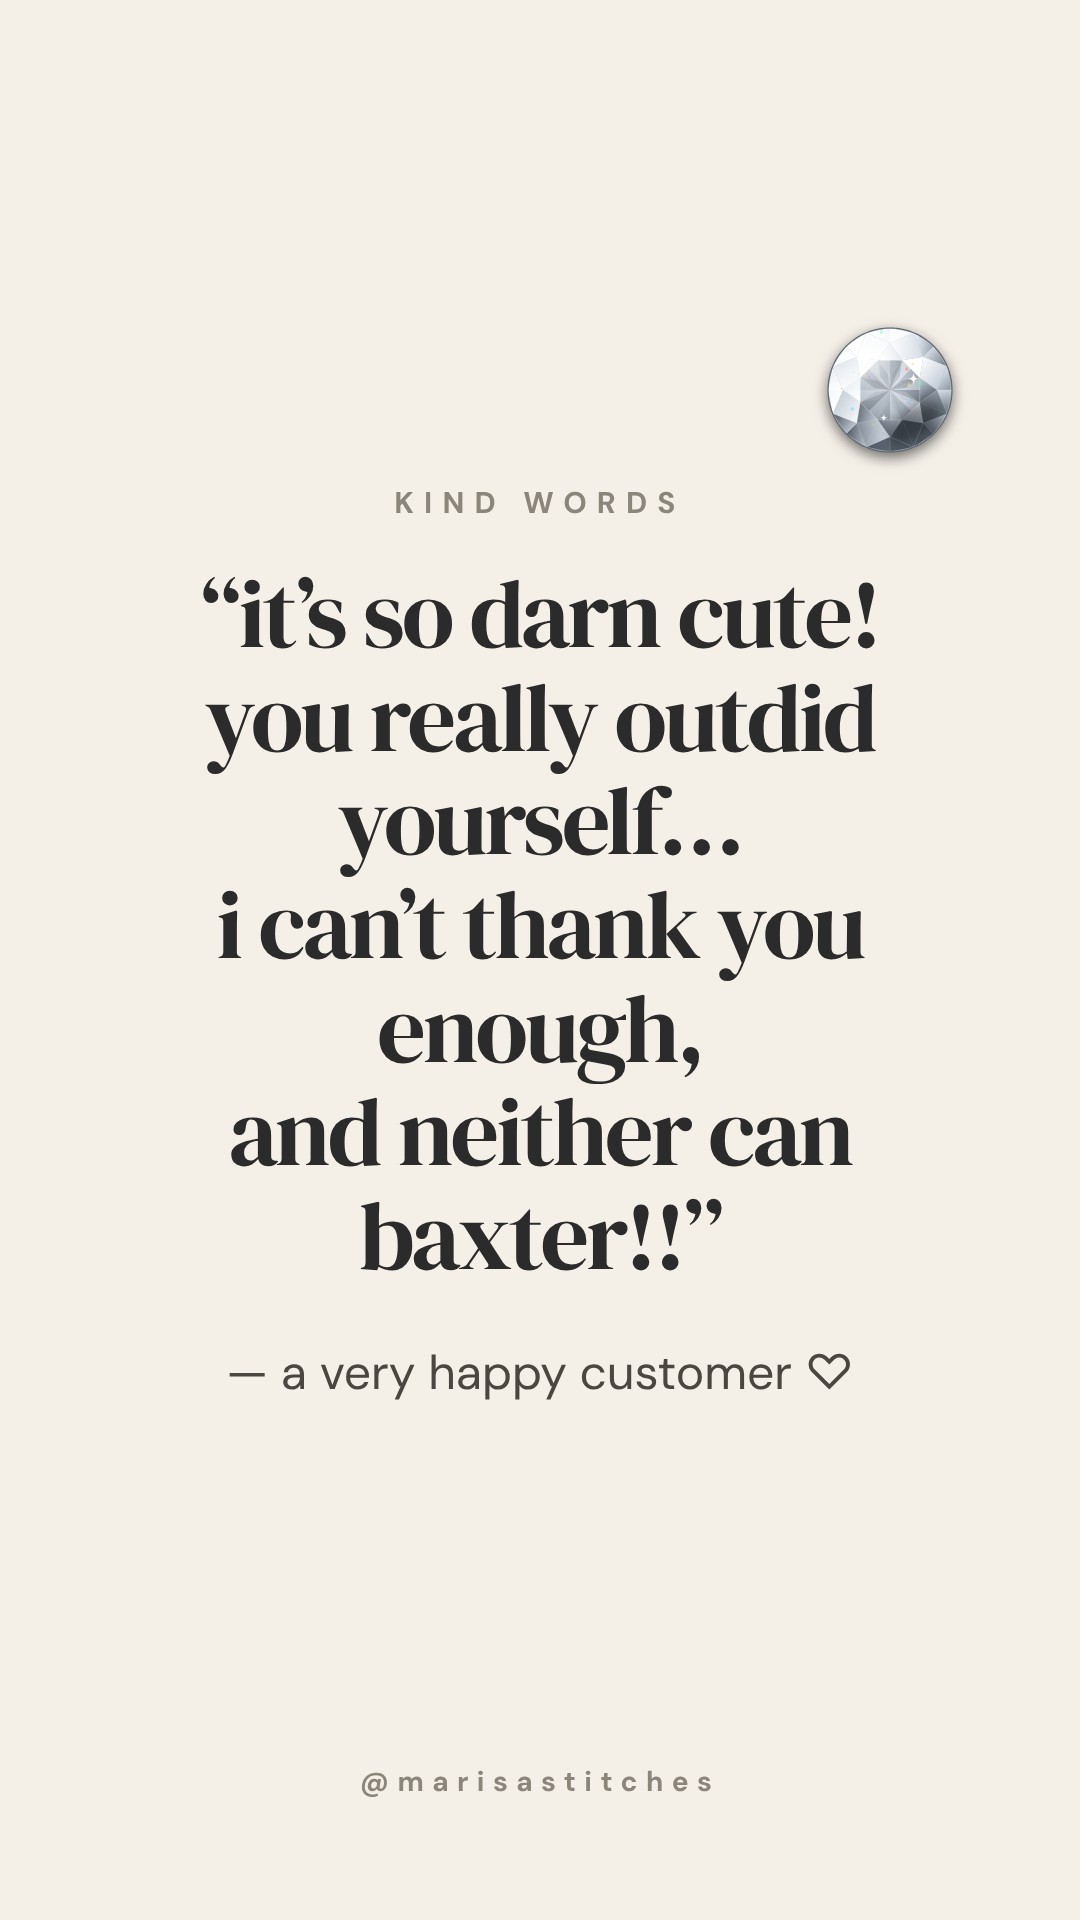 KIND WORDS
“it’s so darn cute!
you really outdid
yourself...
i can’t thank you
enough,
and neither can
baxter!!”
— a very happy customer ♡
@marisastitches